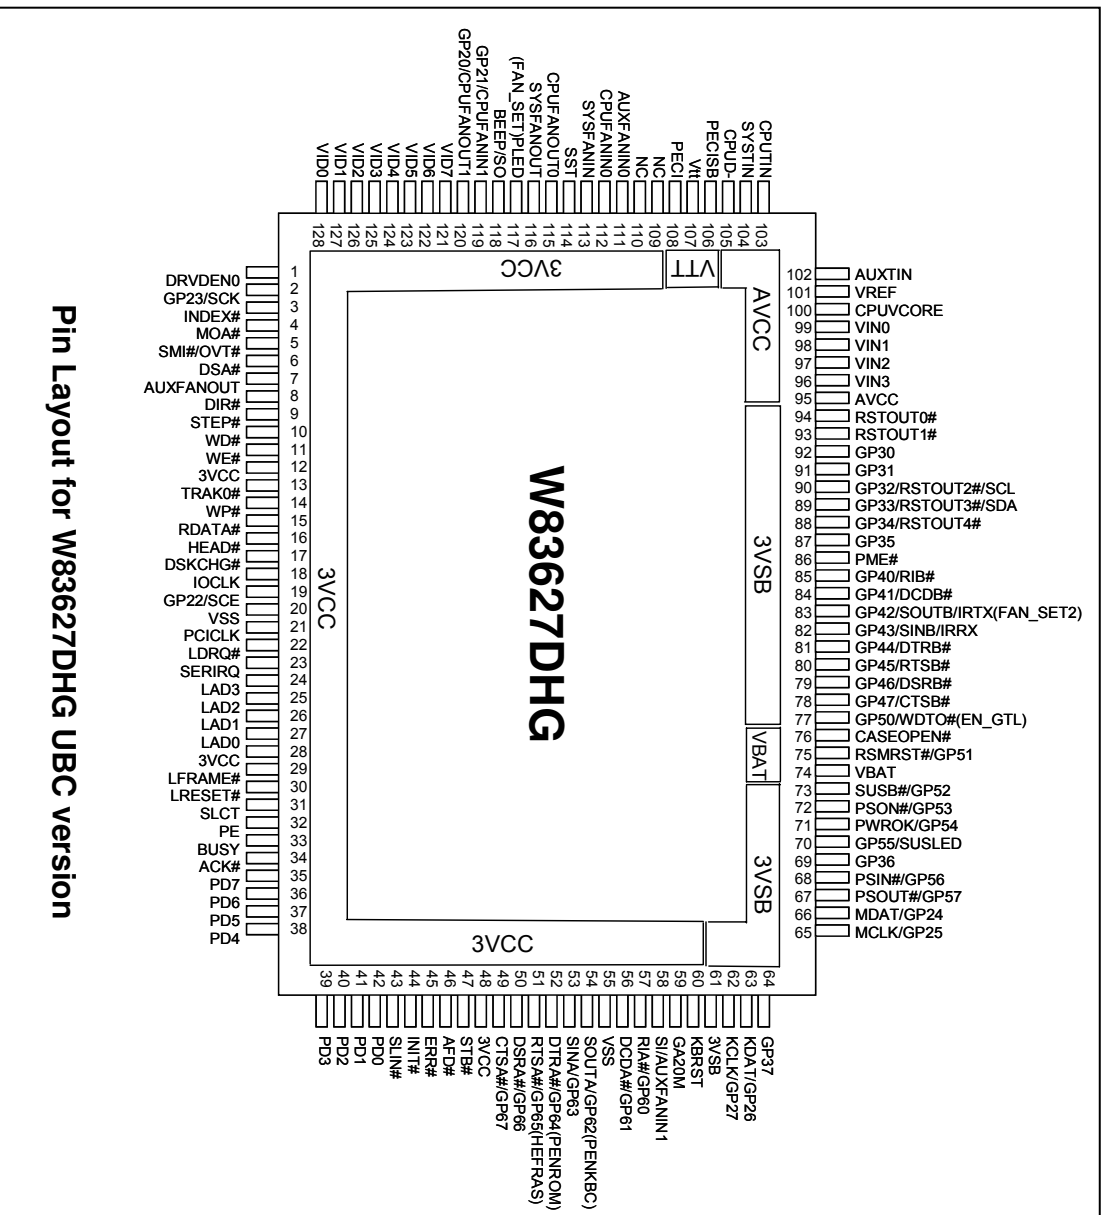 CPUTIN
SYSTIN
CPUD-
PECISB
Vtt
PECI
NC
NC
AUXFANIN0
CPUFANIN0
SYSFANIN
SST
CPUFANOUT0
SYSFANOUT
(FAN_SET)PLED
BEEP/SO
GP21/CPUFANIN1
GP20/CPUFANOUT1
VID7
VID6
VID5
VID4
VID3
VID2
VID1
VID0
103
104
105
106
107
108
109
110
111
112
113
114
115
116
117
118
119
120
121
122
123
124
125
126
127
128
1 DRVDEN0
2 GP23/SCK
3 INDEX#
4 MOA#
5 SMI#/OVT#
6 DSA#
7 AUXFANOUT
8 DIR#
9 STEP#
10 WD#
11 WE#
12 3VCC
13 TRAK0#
14 WP#
15 RDATA#
16 HEAD#
17 DSKCHG#
18 IOCLK
19 GP22/SCE
20 VSS
21 PCICLK
22 LDRQ#
23 SERIRQ
24 LAD3
25 LAD2
26 LAD1
27 LAD0
28 3VCC
29 LFRAME#
30 LRESET#
31 SLCT
32 PE
33 BUSY
34 ACK#
35 PD7
36 PD6
37 PD5
38 PD4
3VCC
VTT
AVCC
3VSB
VBAT
3VSB
3VCC
3VCC
W83627DHG
102 AUXTIN
101 VREF
100 CPUVCORE
99 VIN0
98 VIN1
97 VIN2
96 VIN3
95 AVCC
94 RSTOUT0#
93 RSTOUT1#
92 GP30
91 GP31
90 GP32/RSTOUT2#/SCL
89 GP33/RSTOUT3#/SDA
88 GP34/RSTOUT4#
87 GP35
86 PME#
85 GP40/RIB#
84 GP41/DCDB#
83 GP42/SOUTB/IRTX(FAN_SET2)
82 GP43/SINB/IRRX
81 GP44/DTRB#
80 GP45/RTSB#
79 GP46/DSRB#
78 GP47/CTSB#
77 GP50/WDTO#(EN_GTL)
76 CASEOPEN#
75 RSMRST#/GP51
74 VBAT
73 SUSB#/GP52
72 PSON#/GP53
71 PWROK/GP54
70 GP55/SUSLED
69 GP36
68 PSIN#/GP56
67 PSOUT#/GP57
66 MDAT/GP24
65 MCLK/GP25
64 GP37
63 KDAT/GP26
62 KCLK/GP27
61 3VSB
60 KBRST
59 GA20M
58 SI/AUXFANIN1
57 RIA#/GP60
56 DCDA#/GP61
55 VSS
54 SOUTA/GP62(PENKBC)
53 SINA/GP63
52 DTRA#/GP64(PENROM)
51 RTSA#/GP65(HEFRAS)
50 DSRA#/GP66
49 CTSA#/GP67
48 3VCC
47 STB#
46 AFD#
45 ERR#
44 INIT#
43 SLIN#
42 PD0
41 PD1
40 PD2
39 PD3
Pin Layout for W83627DHG UBC version